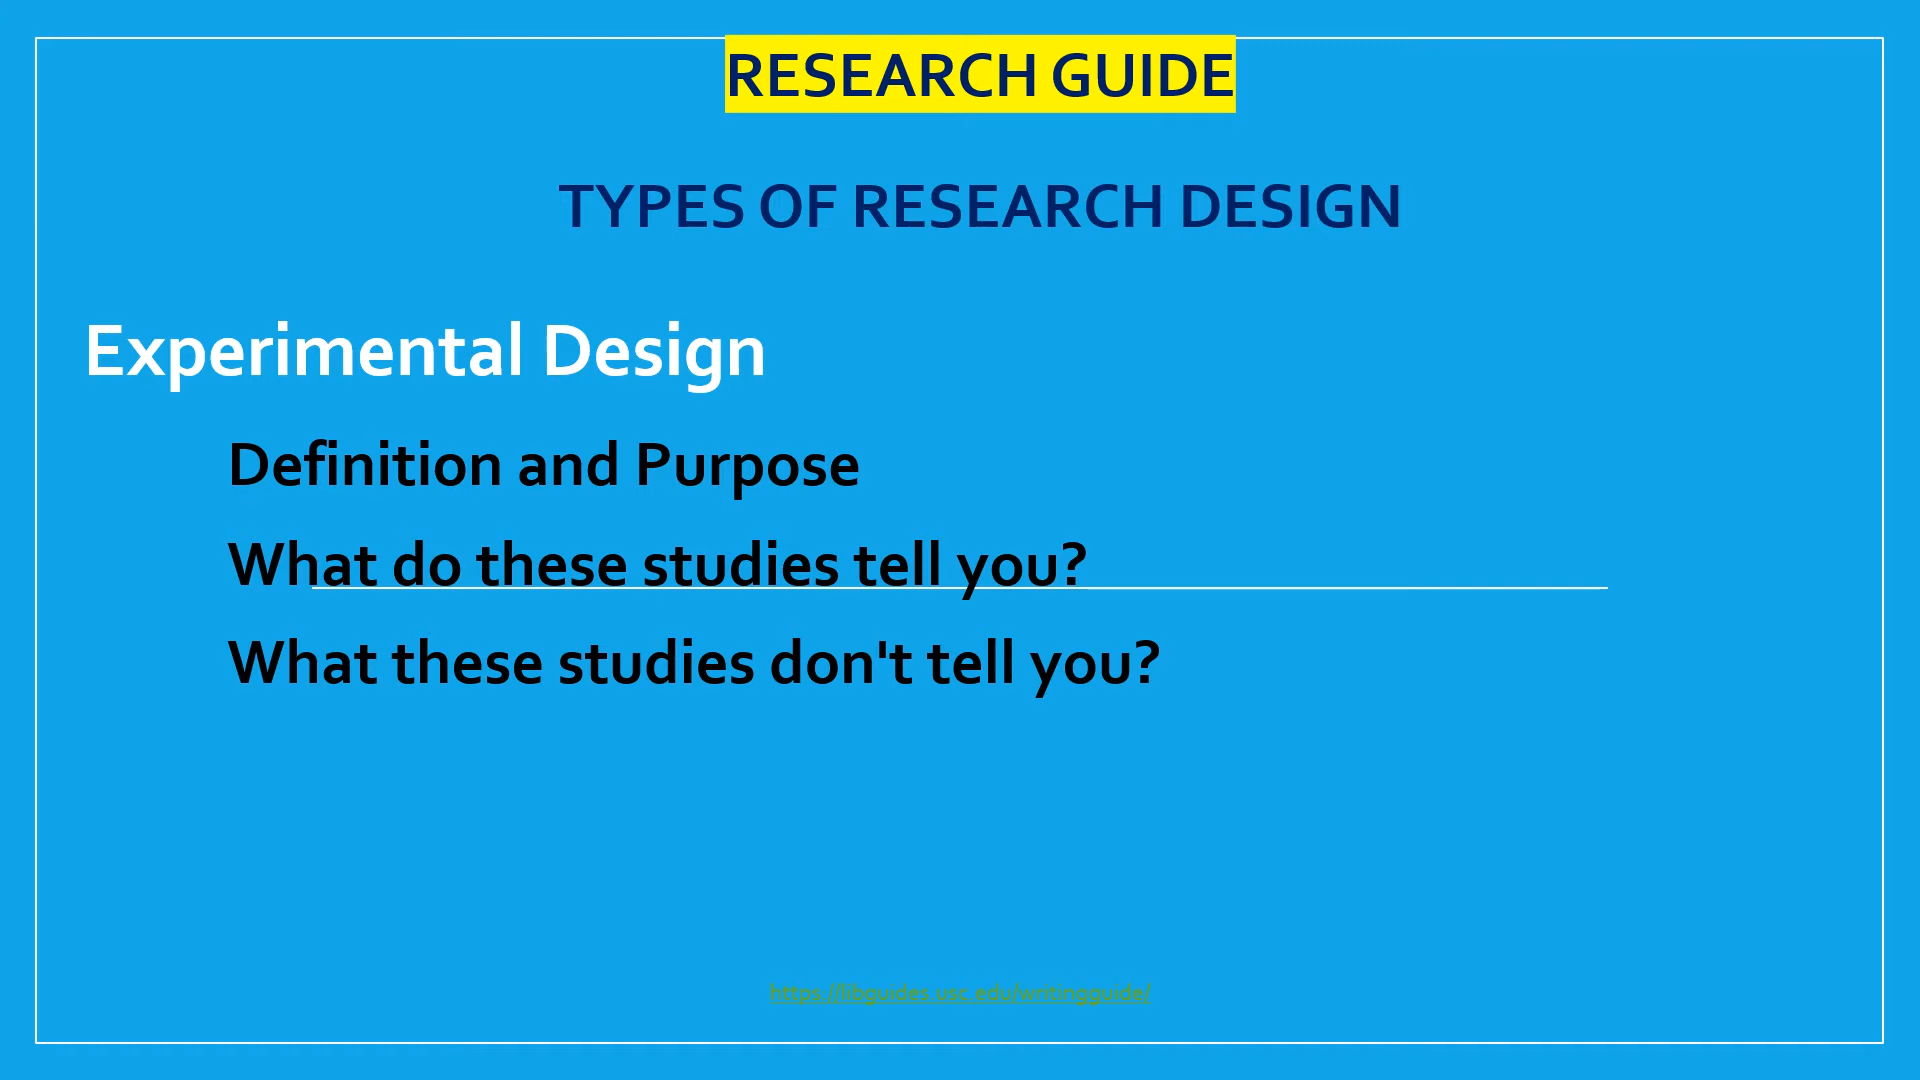 RESEARCH GUIDE
TYPES OF RESEARCH DESIGN
Experimental Design
Definition and Purpose
What do these studies tell you?
What these studies don't tell you?
https://libguides.usc.edu/writingguide/